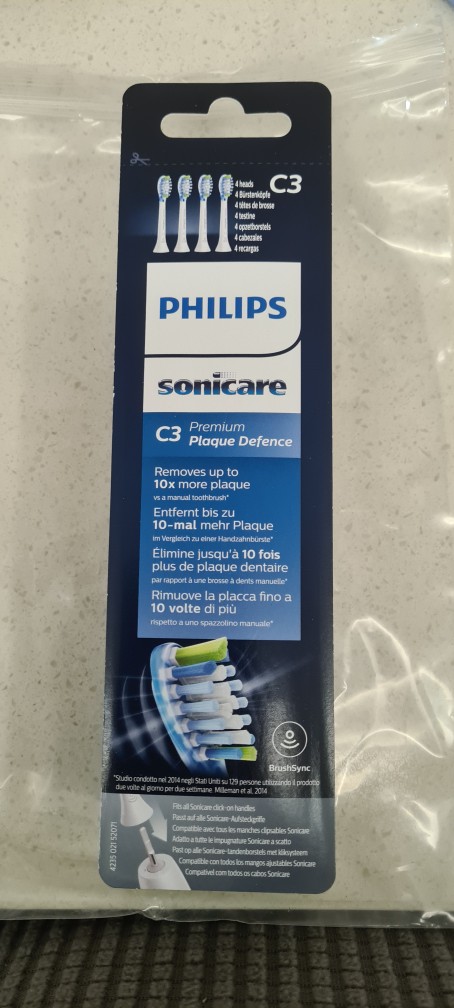 C3
4 heads
4 Bürstenköpfe
4 têtes de brosse
4 testine
4 opzetborstels
4 cabezales
4 recargas
PHILIPS
sonicare
C3 Premium
Plaque Defence
Removes up to
10x more plaque
vs a manual toothbrush*
Entfernt bis zu
10-mal mehr Plaque
im Vergleich zu einer Handzahnbürste*
Élimine jusqu'à 10 fois
plus de plaque dentaire
par rapport à une brosse à dents manuelle*
Rimuove la placca fino a
10 volte di più
rispetto a uno spazzolino manuale*
BrushSync
*Studio condotto nel 2014 negli Stati Uniti su 129 persone utilizzando il prodotto
due volte al giorno per due settimane. Milleman et al, 2014
Fits all Sonicare click-on handles
Passt auf alle Sonicare-Aufsteckgriffe
Compatible avec tous les manches clipsables Sonicare
Adatto a tutte le impugnature Sonicare a scatto
Past op alle Sonicare-tandenborstels met kliksysteem
Compatible con todos los mangos ajustables Sonicare
Compatível com todos os cabos Sonicare
4235 021 52071